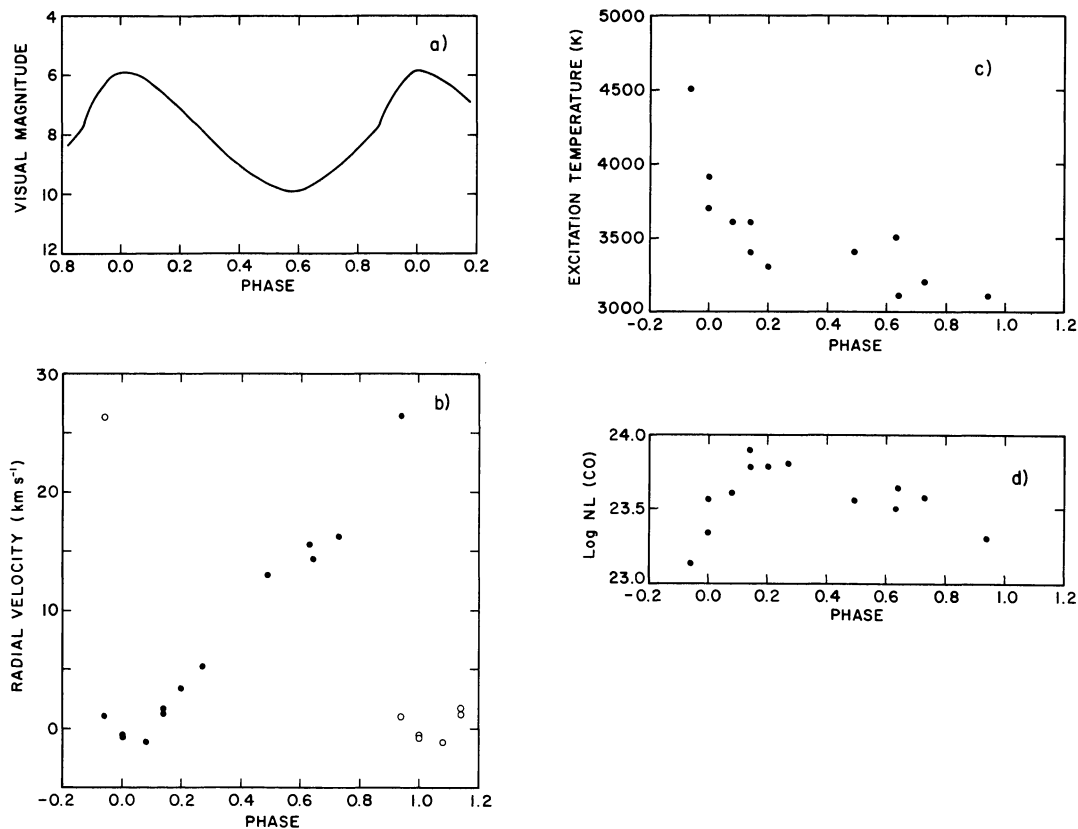 4
6
8
10
12
VISUAL MAGNITUDE
a)
0.8 0.0 0.2 0.4 0.6 0.8 0.0 0.2
PHASE
30
20
10
0
RADIAL VELOCITY (km s⁻¹)
b)
-0.2 0.0 0.2 0.4 0.6 0.8 1.0 1.2
PHASE
5000
4500
4000
3500
3000
EXCITATION TEMPERATURE (K)
c)
-0.2 0.0 0.2 0.4 0.6 0.8 1.0 1.2
PHASE
24.0
23.5
23.0
Log NL (CO)
d)
-0.2 0.0 0.2 0.4 0.6 0.8 1.0 1.2
PHASE